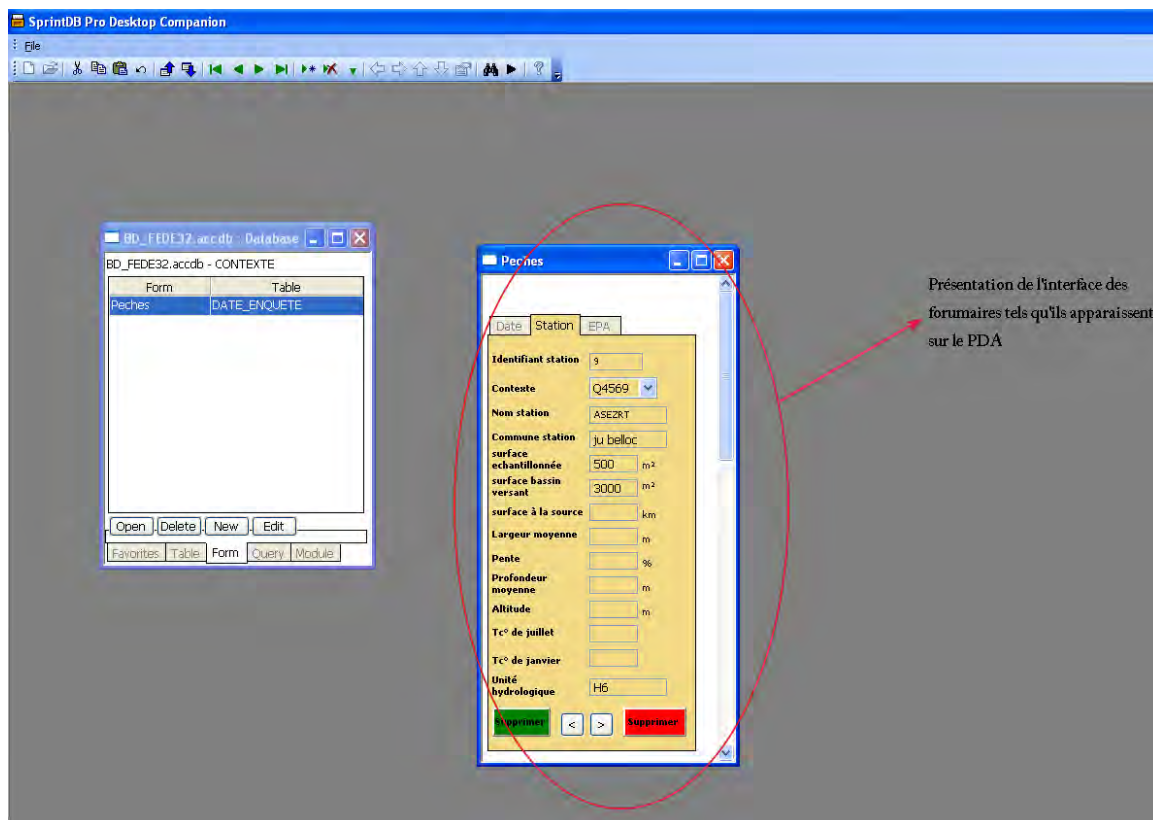 SprintDB Pro Desktop Companion
File
BD_FEDE32.accdb : Database
BD_FEDE32.accdb - CONTEXTE
Form Table
Peches DATE_ENQUETE
Open Delete New Edit
Favorites Table Form Query Module
Peches
Date Station EPA
Identifiant station 9
Contexte Q4569
Nom station ASEZRT
Commune station ju belloc
surface
echantillonnée 500 m²
surface bassin
versant 3000 m²
surface à la source km
Largeur moyenne m
Pente %
Profondeur
moyenne m
Altitude m
Tc° de juillet
Tc° de janvier
Unité
hydrologique H6
Supprimer < > Supprimer
Présentation de l'interface des
forumaires tels qu'ils apparaissent
sur le PDA